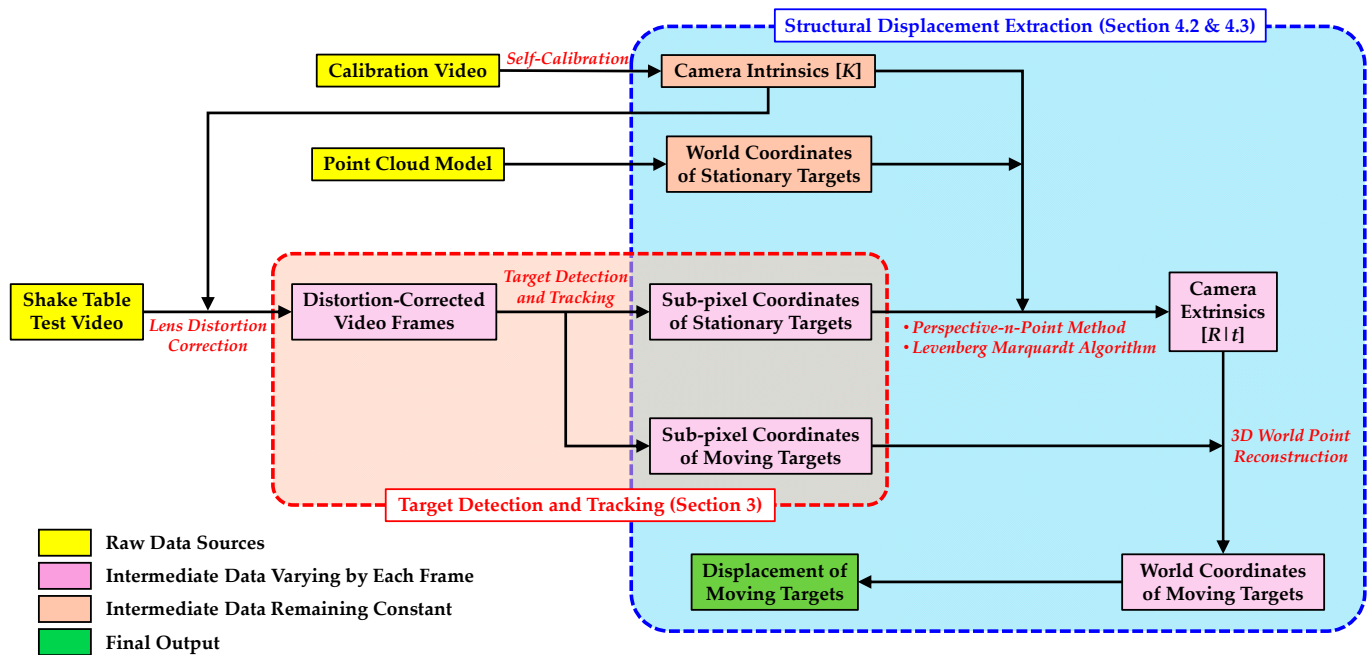 Structural Displacement Extraction (Section 4.2 & 4.3)
Calibration Video
Self-Calibration
Camera Intrinsics [K]
Point Cloud Model
World Coordinates
of Stationary Targets
Shake Table
Test Video
Lens Distortion
Correction
Distortion-Corrected
Video Frames
Target Detection
and Tracking
Sub-pixel Coordinates
of Stationary Targets
• Perspective-n-Point Method
• Levenberg Marquardt Algorithm
Camera
Extrinsics
[R|t]
Sub-pixel Coordinates
of Moving Targets
3D World Point
Reconstruction
Target Detection and Tracking (Section 3)
Displacement of
Moving Targets
World Coordinates
of Moving Targets
Raw Data Sources
Intermediate Data Varying by Each Frame
Intermediate Data Remaining Constant
Final Output